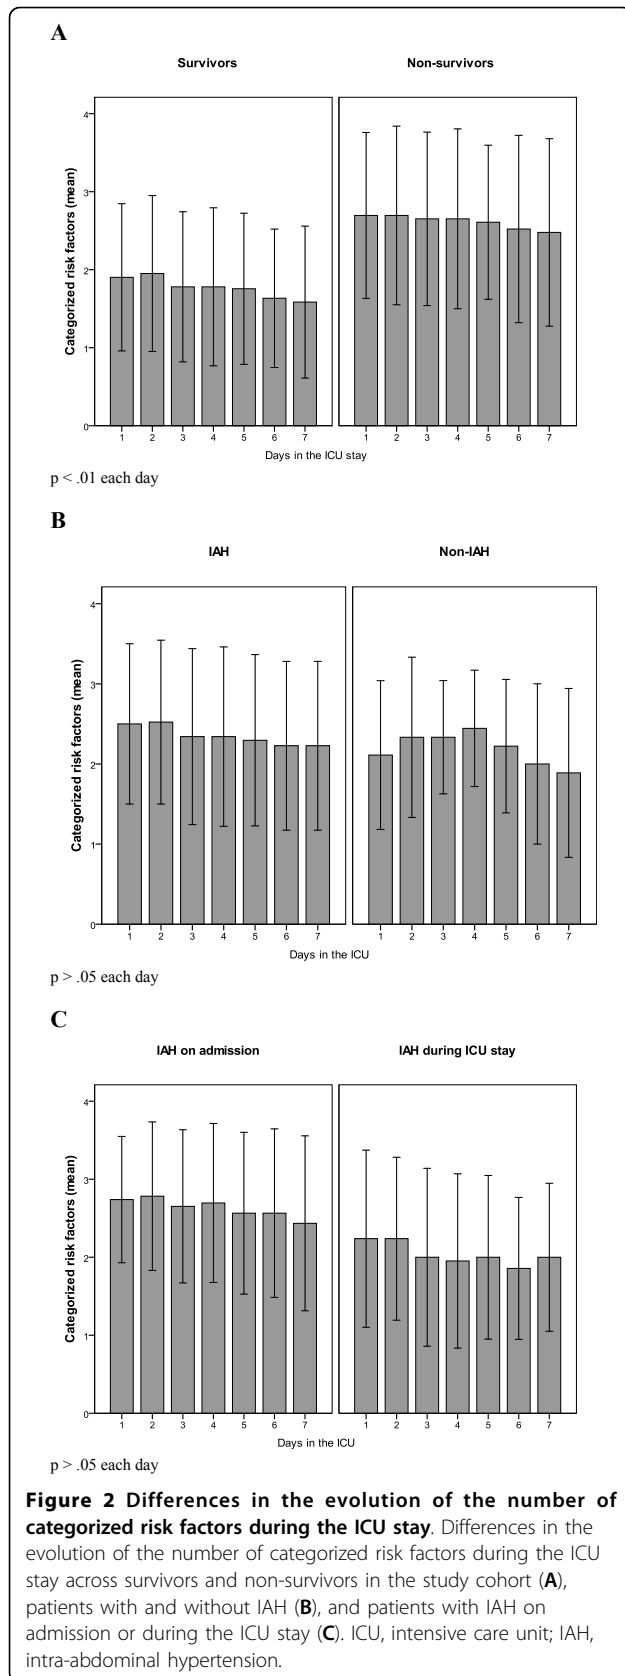 A
Survivors Non-survivors
Categorized risk factors (mean)
4
3
2
1
0
1 2 3 4 5 6 7 1 2 3 4 5 6 7
Days in the ICU stay
p < .01 each day
B
IAH Non-IAH
Categorized risk factors (mean)
4
3
2
1
0
1 2 3 4 5 6 7 1 2 3 4 5 6 7
Days in the ICU
p > .05 each day
C
IAH on admission IAH during ICU stay
Categorized risk factors (mean)
4
3
2
1
0
1 2 3 4 5 6 7 1 2 3 4 5 6 7
Days in the ICU
p > .05 each day
Figure 2 Differences in the evolution of the number of
categorized risk factors during the ICU stay. Differences in the
evolution of the number of categorized risk factors during the ICU
stay across survivors and non-survivors in the study cohort (A),
patients with and without IAH (B), and patients with IAH on
admission or during the ICU stay (C). ICU, intensive care unit; IAH,
intra-abdominal hypertension.